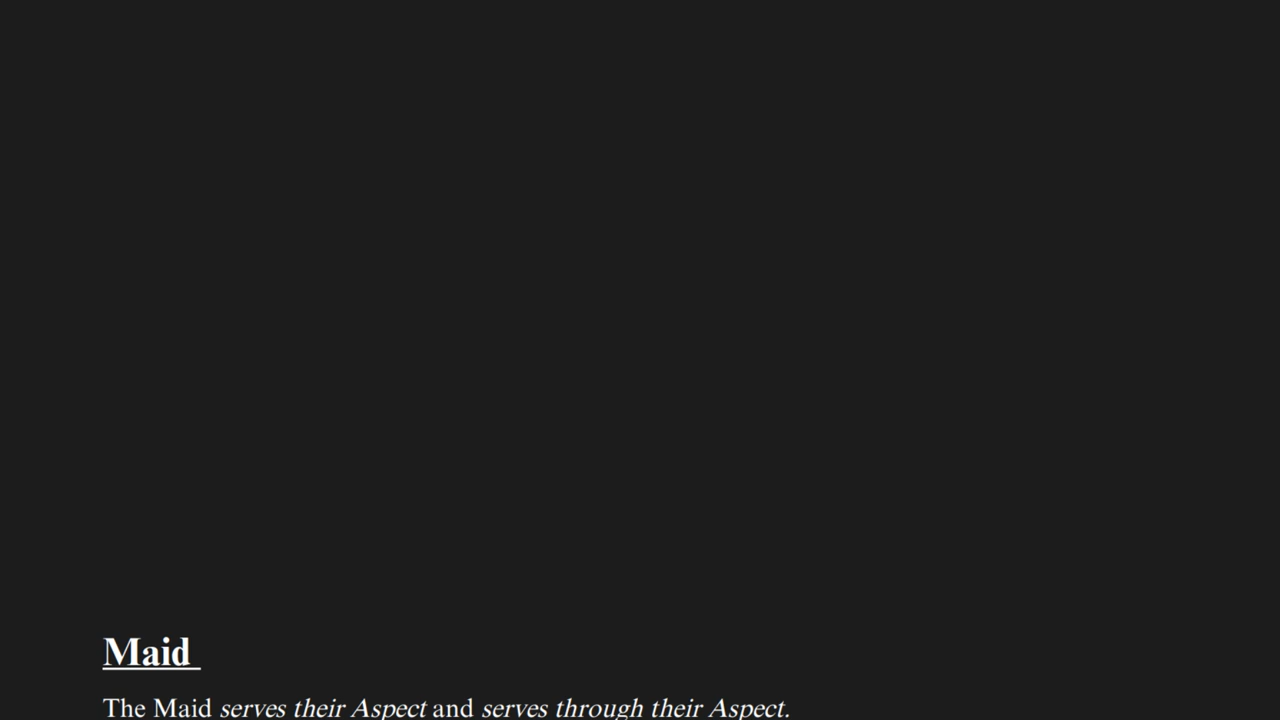 Maid
The Maid serves their Aspect and serves through their Aspect.